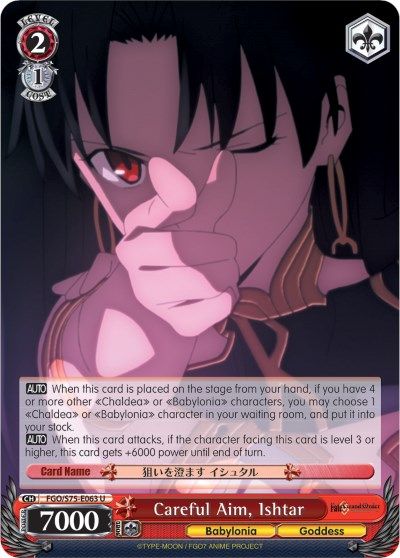 LEVEL
2
1
COST
AUTO When this card is placed on the stage from your hand, if you have 4
or more other «Chaldea» or «Babylonia» characters, you may choose 1
«Chaldea» or «Babylonia» character in your waiting room, and put it into
your stock.
AUTO When this card attacks, if the character facing this card is level 3 or
higher, this card gets +6000 power until end of turn.
Card Name 狙いを澄ます イシュタル
CH FGO/S75-E063 U
POWER 7000 Careful Aim, Ishtar Fate/Grand Order
Babylonia Goddess
©TYPE-MOON / FGO7 ANIME PROJECT